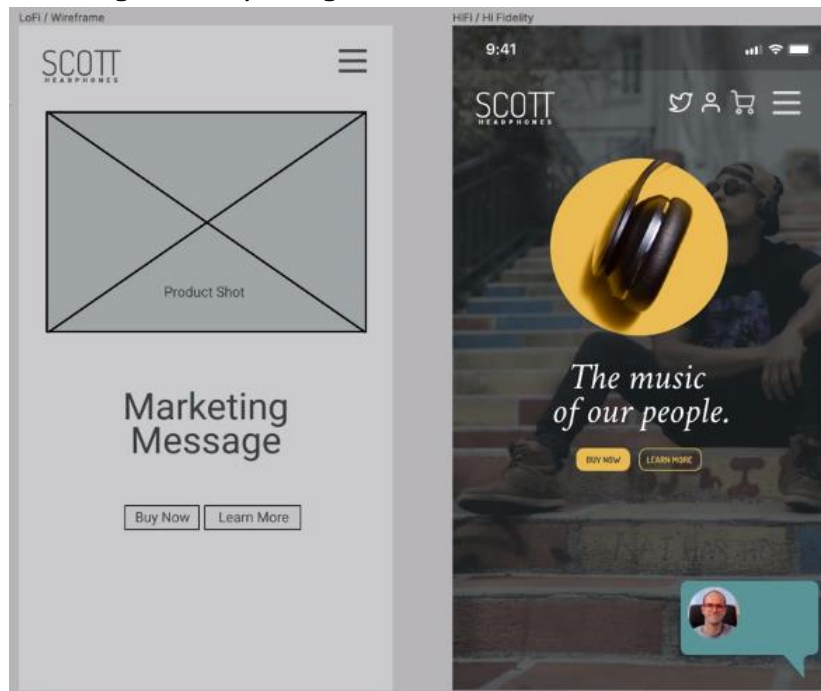 LoFi / Wireframe
SCOTT
HEADPHONES
Product Shot
Marketing
Message
Buy Now
Learn More
HiFi / Hi Fidelity
9:41
SCOTT
HEADPHONES
The music
of our people.
BUY NOW
LEARN MORE